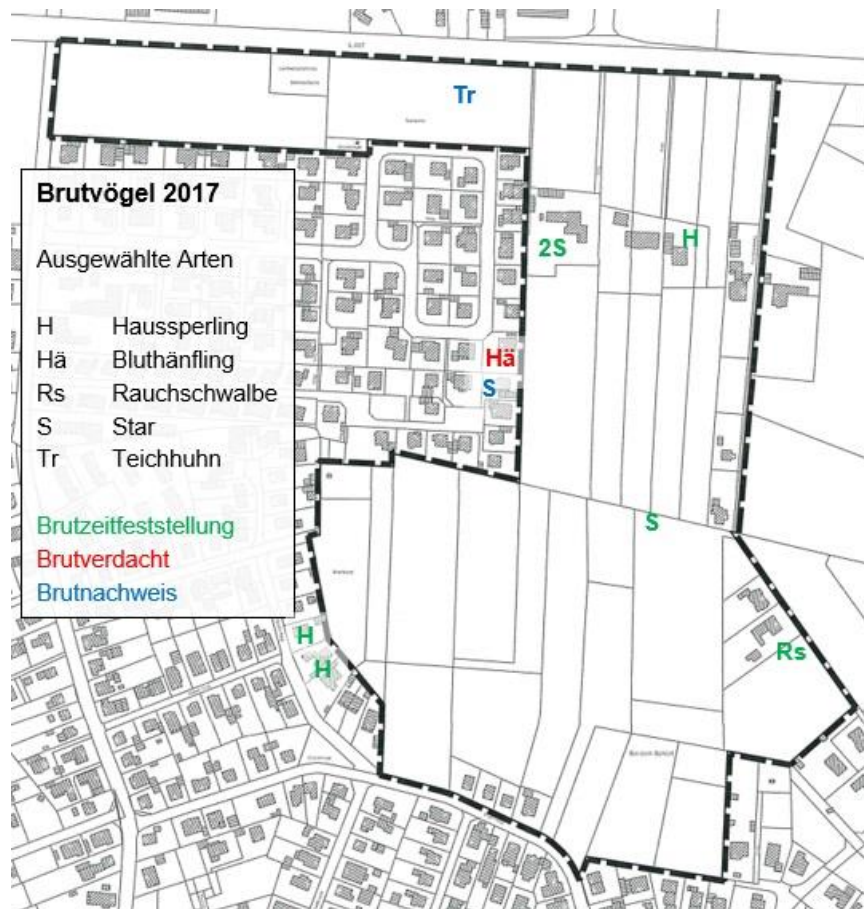 Tr
Brutvögel 2017
Ausgewählte Arten
H Haussperling
Hä Bluthänfling
Rs Rauchschwalbe
S Star
Tr Teichhuhn
Brutzeitfeststellung
Brutverdacht
Brutnachweis
2S
H
Hä
S
S
H
H
Rs